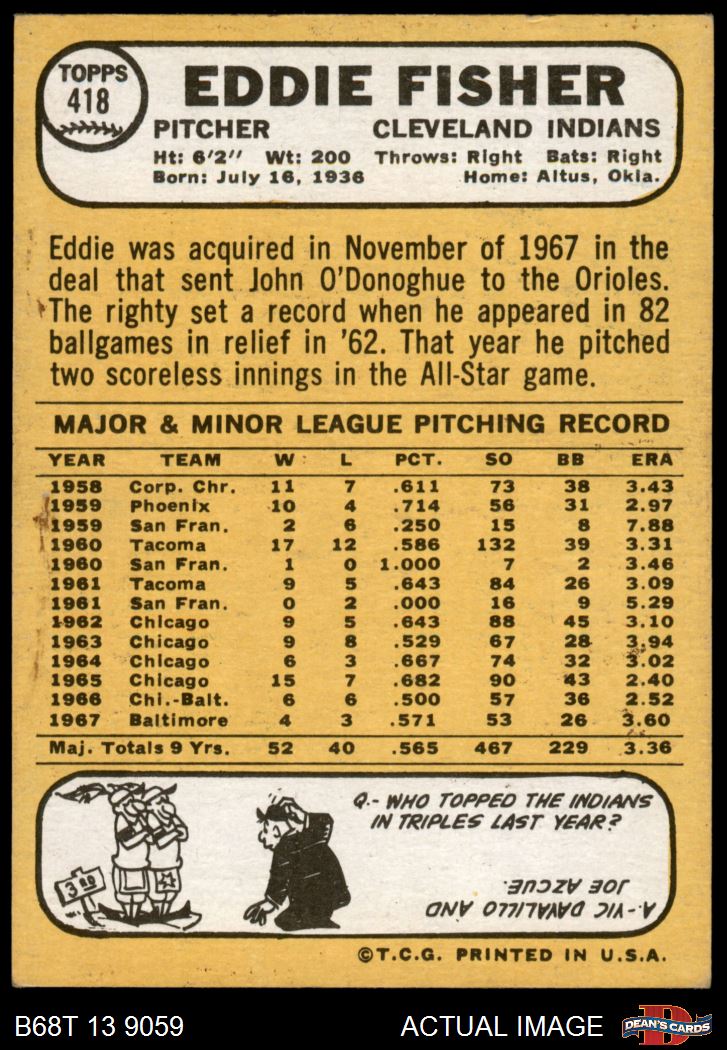 TOPPS
418
EDDIE FISHER
PITCHER CLEVELAND INDIANS
Ht: 6'2" Wt: 200 Throws: Right Bats: Right
Born: July 16, 1936 Home: Altus, Okla.
Eddie was acquired in November of 1967 in the
deal that sent John O'Donoghue to the Orioles.
The righty set a record when he appeared in 82
ballgames in relief in '62. That year he pitched
two scoreless innings in the All-Star game.
MAJOR & MINOR LEAGUE PITCHING RECORD
YEAR TEAM W L PCT. SO BB ERA
1958 Corp. Chr. 11 7 .611 73 38 3.43
1959 Phoenix 10 4 .714 56 31 2.97
1959 San Fran. 2 6 .250 15 8 7.88
1960 Tacoma 17 12 .586 132 39 3.31
1960 San Fran. 1 0 1.000 7 2 3.46
1961 Tacoma 9 5 .643 84 26 3.09
1961 San Fran. 0 2 .000 16 9 5.29
1962 Chicago 9 5 .643 88 45 3.10
1963 Chicago 9 8 .529 67 28 3.94
1964 Chicago 6 3 .667 74 32 3.02
1965 Chicago 15 7 .682 90 43 2.40
1966 Chi.-Balt. 6 6 .500 57 36 2.52
1967 Baltimore 4 3 .571 53 26 3.60
Maj. Totals 9 Yrs. 52 40 .565 467 229 3.36
Q.- WHO TOPPED THE INDIANS
IN TRIPLES LAST YEAR?
A.- VIC DAVALILLO AND
JOE AZCUE.
3 RD
©T.C.G. PRINTED IN U.S.A.
B68T 13 9059 ACTUAL IMAGE
DEAN'S CARDS